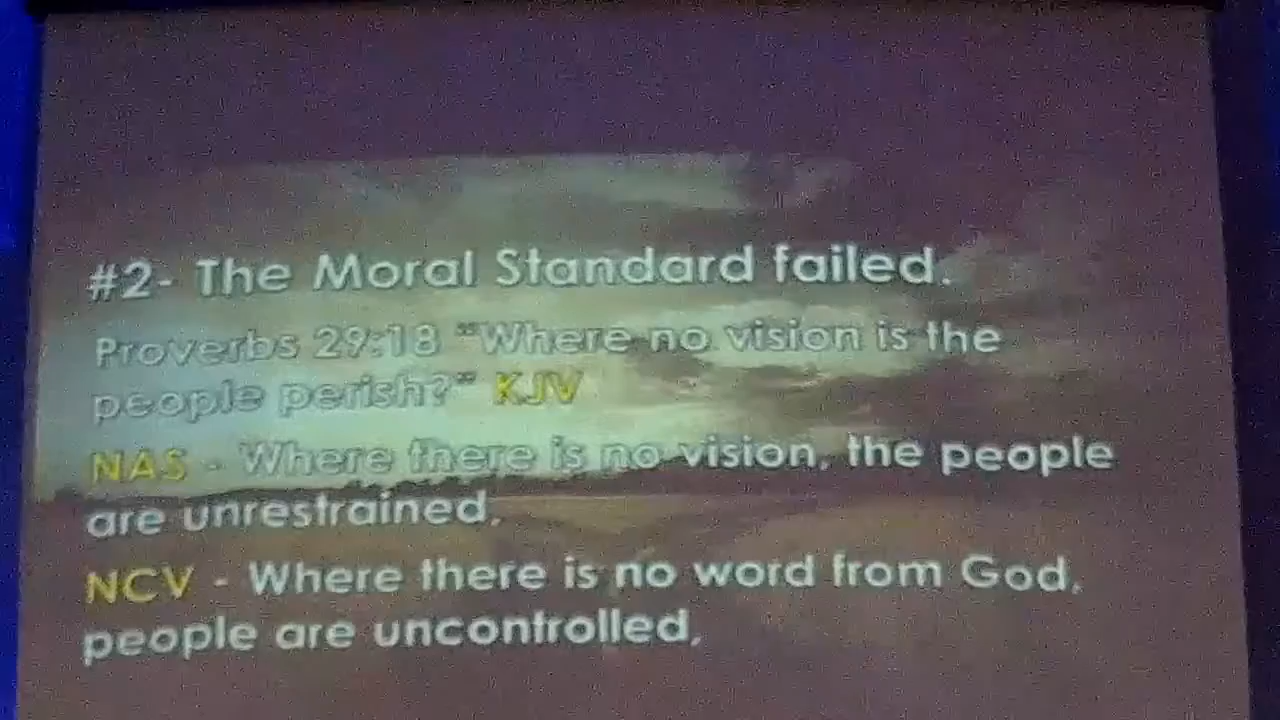 #2- The Moral Standard failed.
Proverbs 29:18 "Where no vision is the
people perish?" KJV
NAS - Where there is no vision, the people
are unrestrained,
NCV - Where there is no word from God,
people are uncontrolled,